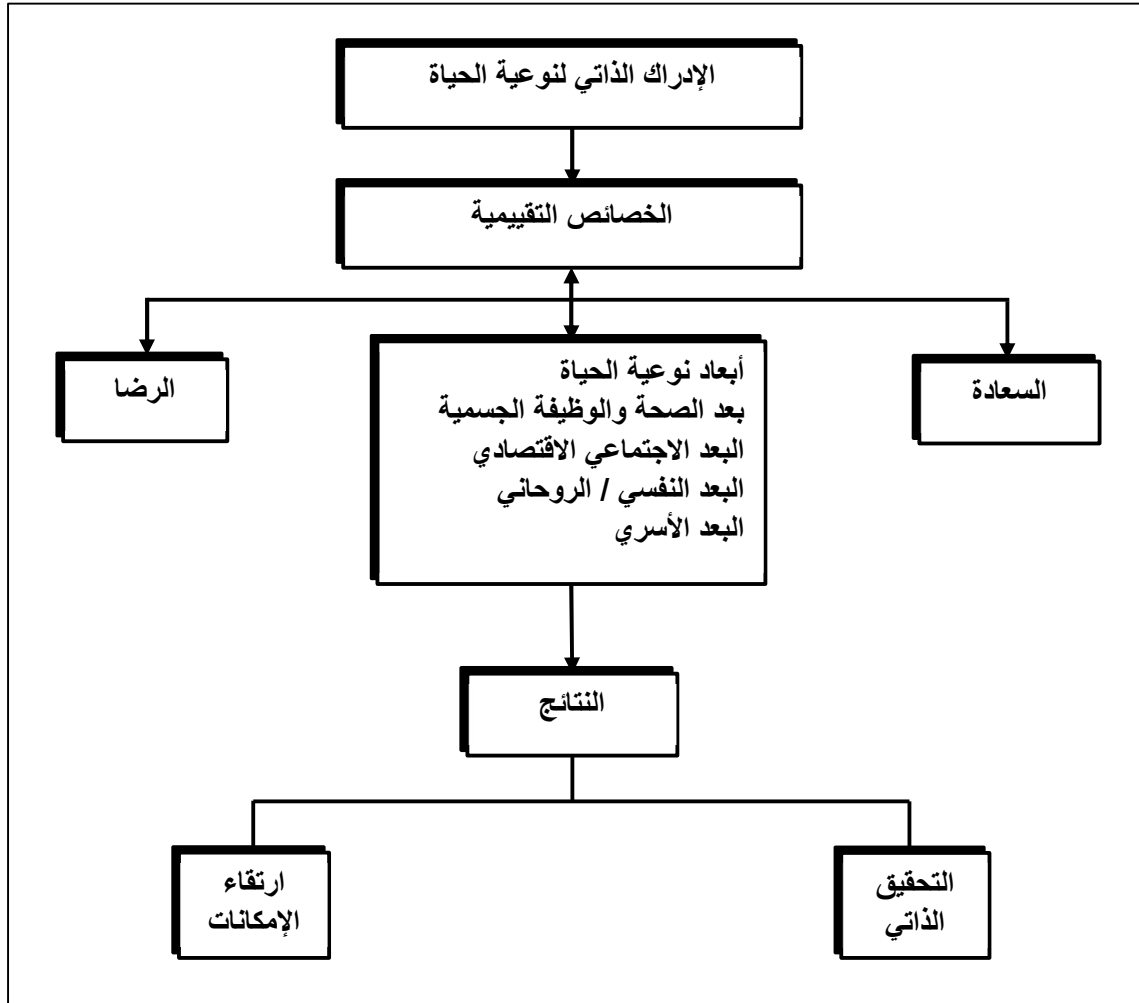 الإدراك الذاتي لنوعية الحياة
الخصائص التقييمية
السعادة
أبعاد نوعية الحياة
بعد الصحة والوظيفة الجسمية
البعد الاجتماعي الاقتصادي
البعد النفسي / الروحاني
البعد الأسري
الرضا
النتائج
التحقيق
الذاتي
ارتقاء
الإمكانات